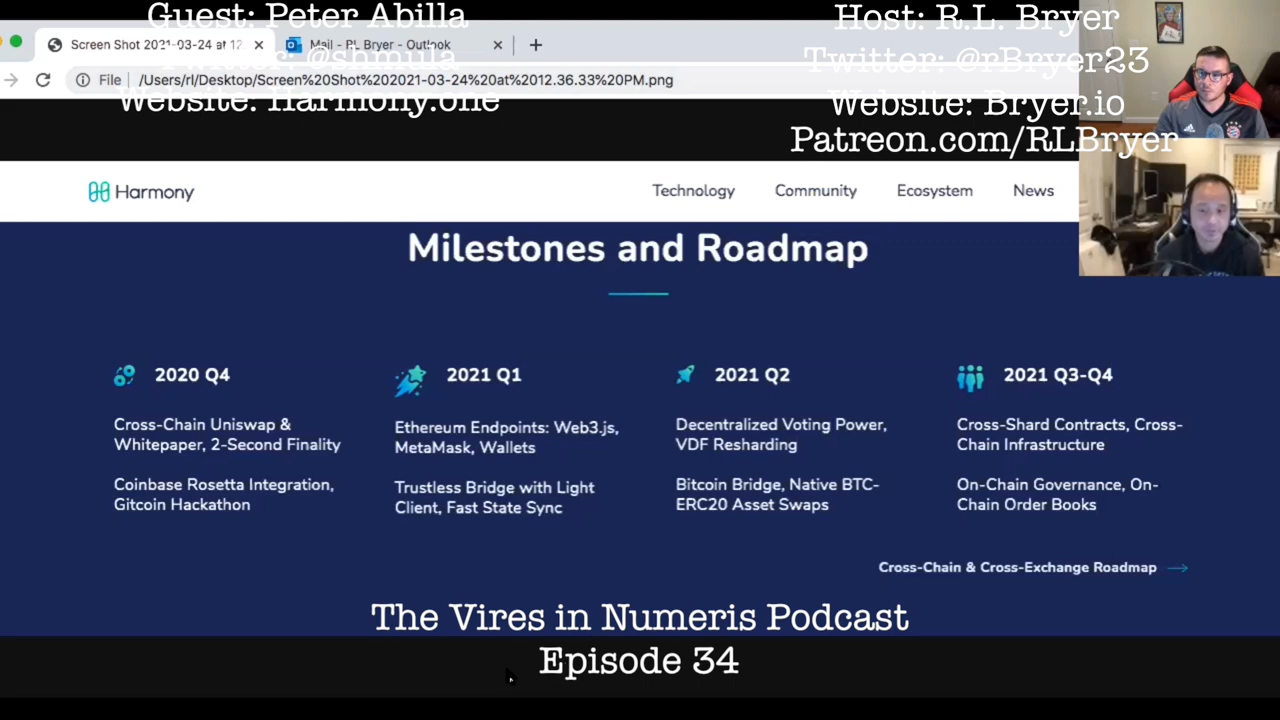 Guest: Peter Abilla
Host: R.L. Bryer
Screen Shot 2021-03-24 at 12
Mail - RL Bryer - Outlook
Twitter: @shmula
Twitter: @rBryer23
File
/Users/rl/Desktop/Screen%20Shot%202021-03-24%20at%2012.36.33%20PM.png
Website: Harmony.one
Website: Bryer.io
Patreon.com/RLBryer
Harmony
Technology
Community
Ecosystem
News
Milestones and Roadmap
2020 Q4
Cross-Chain Uniswap &
Whitepaper, 2-Second Finality
Coinbase Rosetta Integration,
Gitcoin Hackathon
2021 Q1
Ethereum Endpoints: Web3.js,
MetaMask, Wallets
Trustless Bridge with Light
Client, Fast State Sync
2021 Q2
Decentralized Voting Power,
VDF Resharding
Bitcoin Bridge, Native BTC-
ERC20 Asset Swaps
2021 Q3-Q4
Cross-Shard Contracts, Cross-
Chain Infrastructure
On-Chain Governance, On-
Chain Order Books
Cross-Chain & Cross-Exchange Roadmap
The Vires in Numeris Podcast
Episode 34